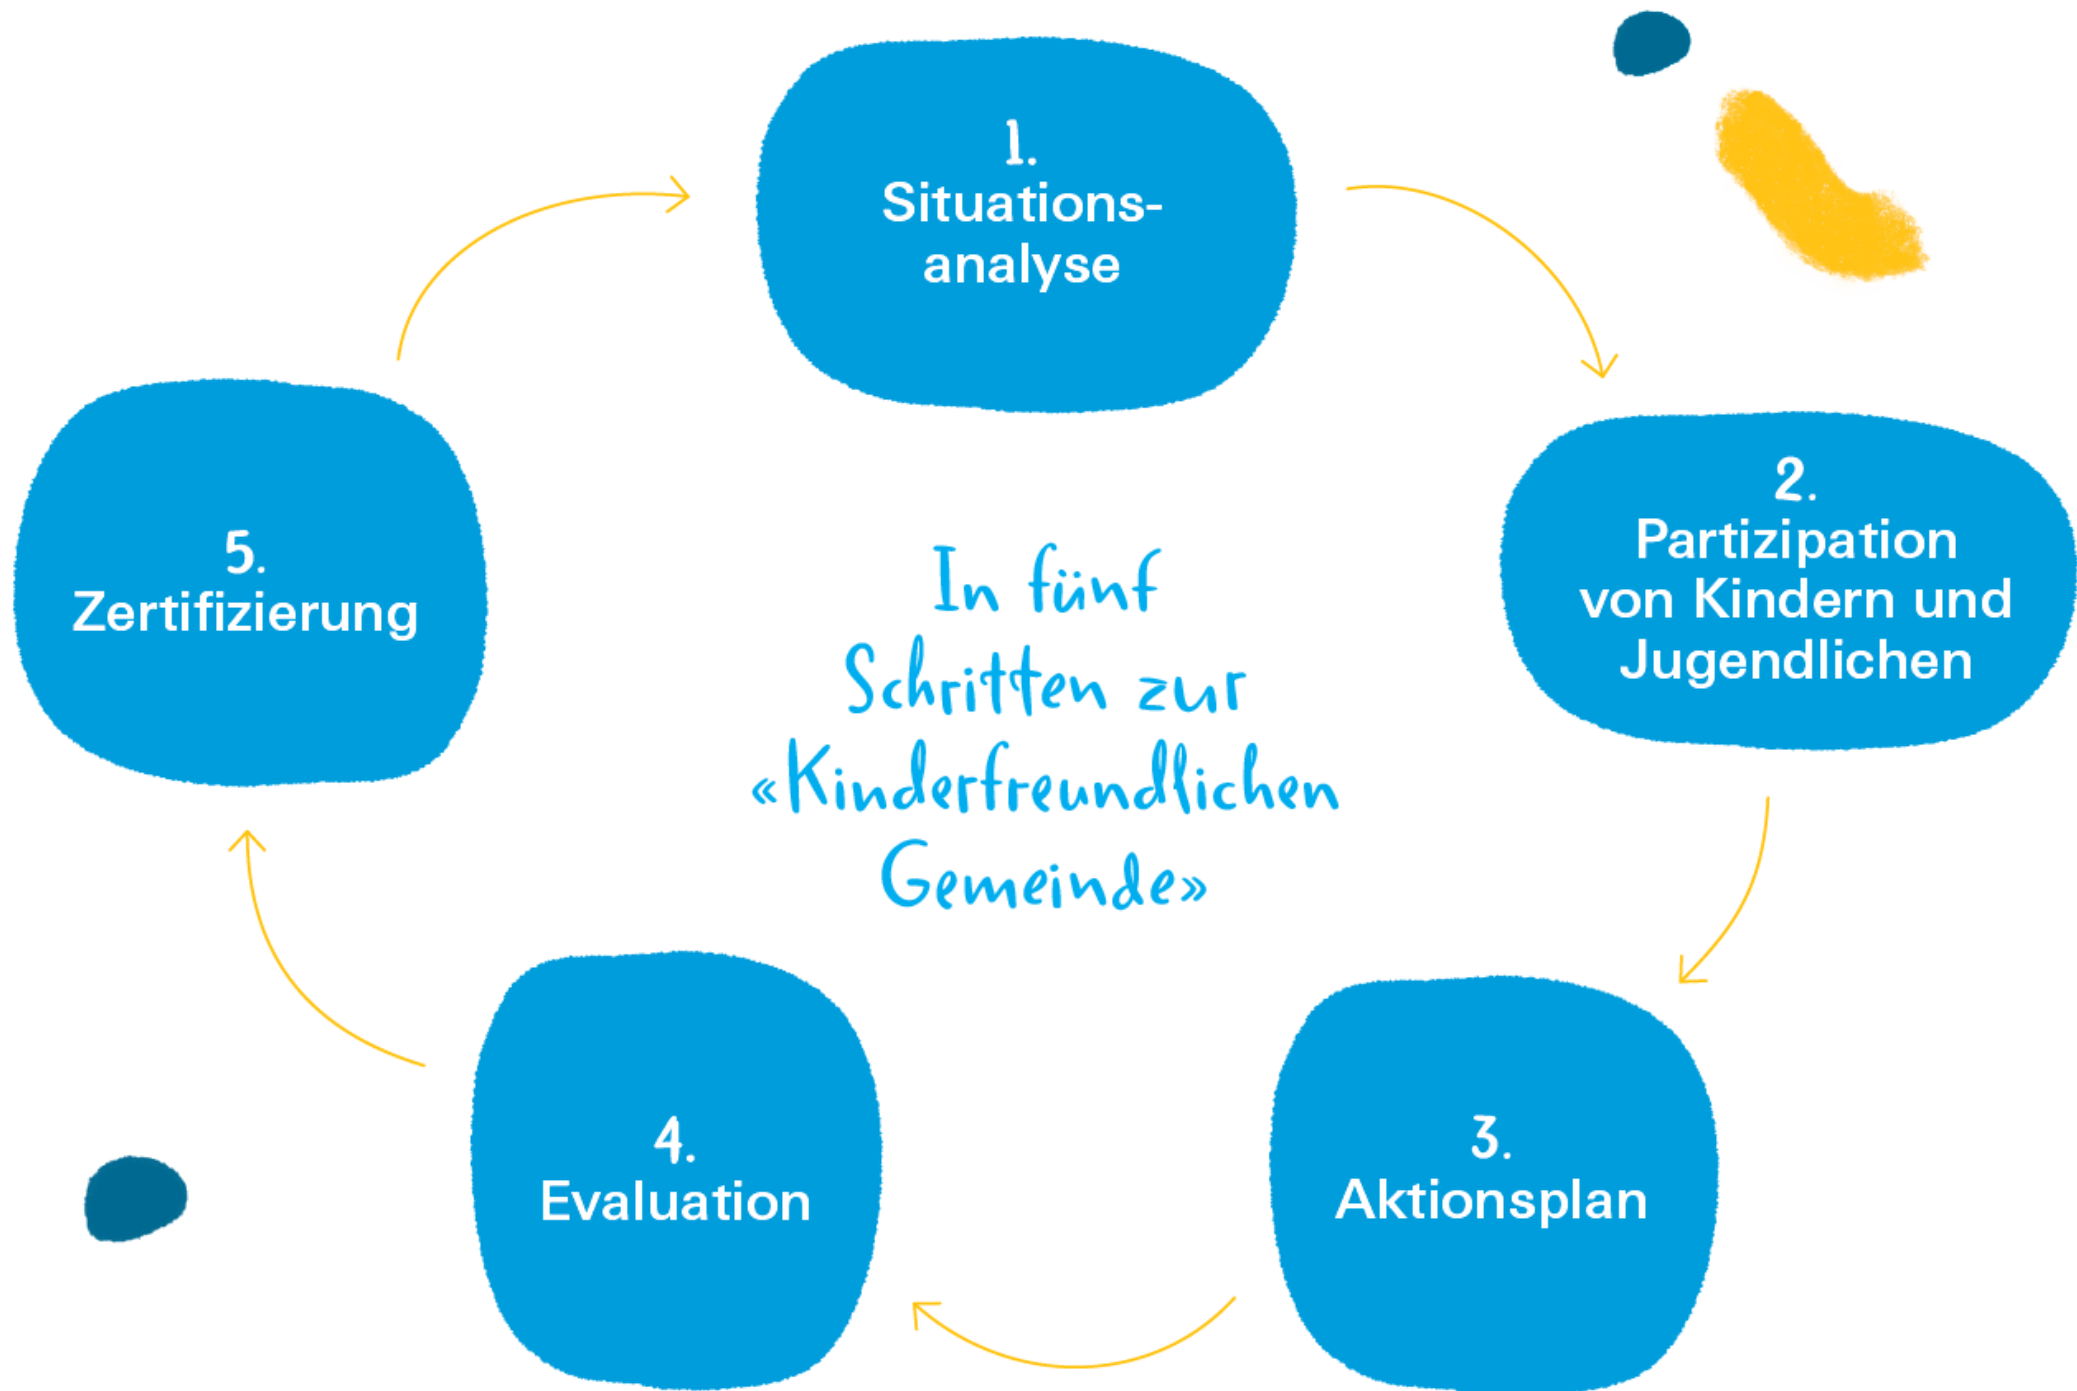 1.
Situations-
analyse
2.
Partizipation
von Kindern und
Jugendlichen
3.
Aktionsplan
4.
Evaluation
5.
Zertifizierung
In fünf
Schritten zur
«Kinderfreundlichen
Gemeinde»